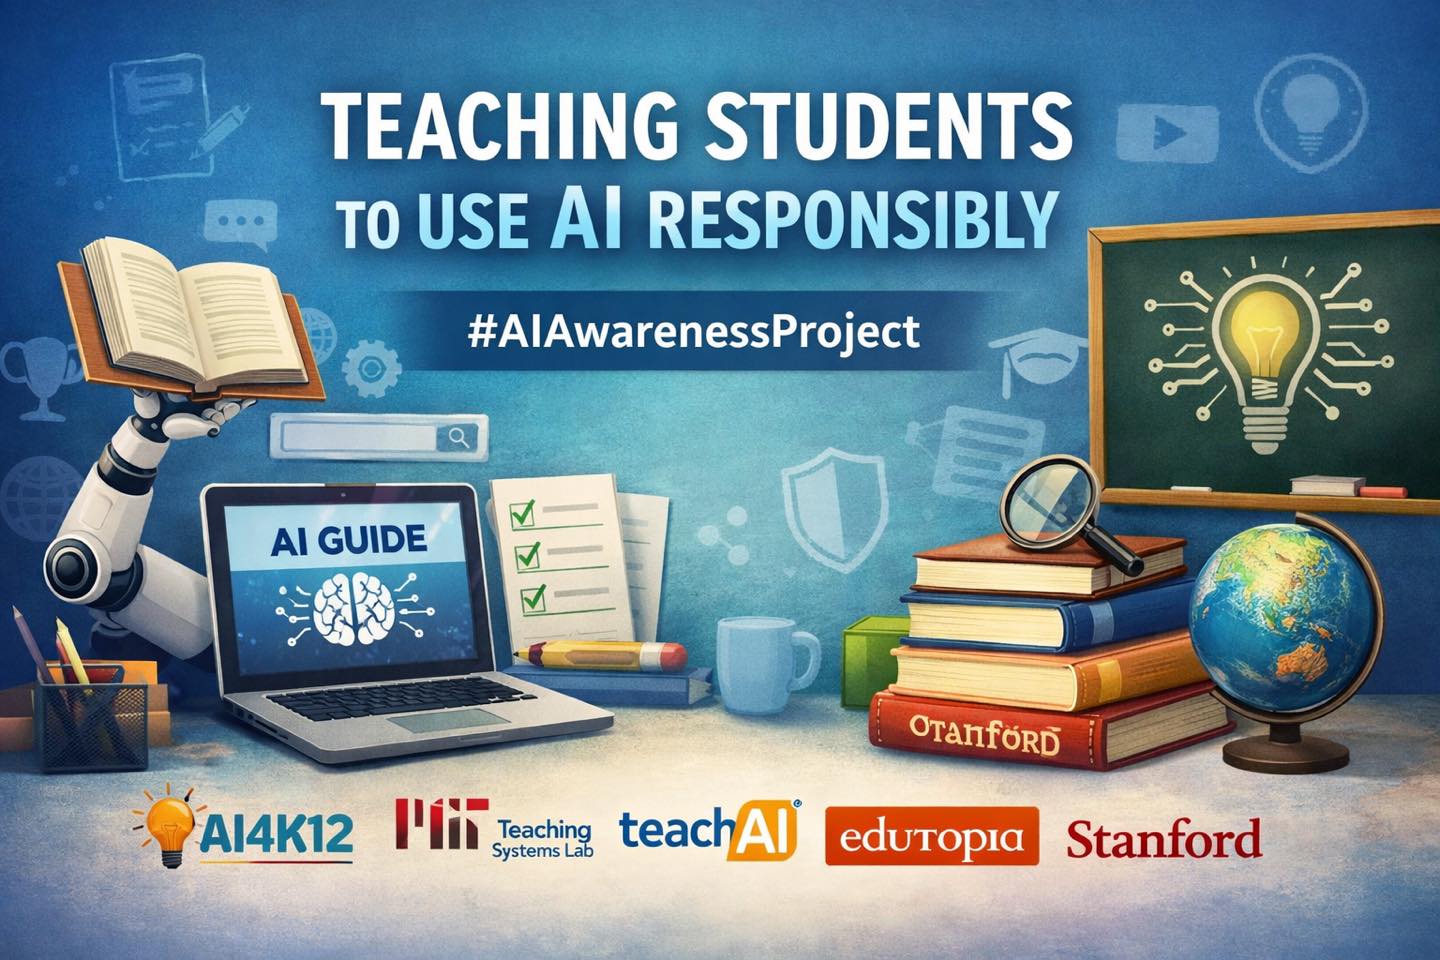 TEACHING STUDENTS
TO USE AI RESPONSIBLY
#AIAwarenessProject
AI GUIDE
OTANFORD
AI4K12
MIT Teaching
Systems Lab
teachAI
edutopia
Stanford